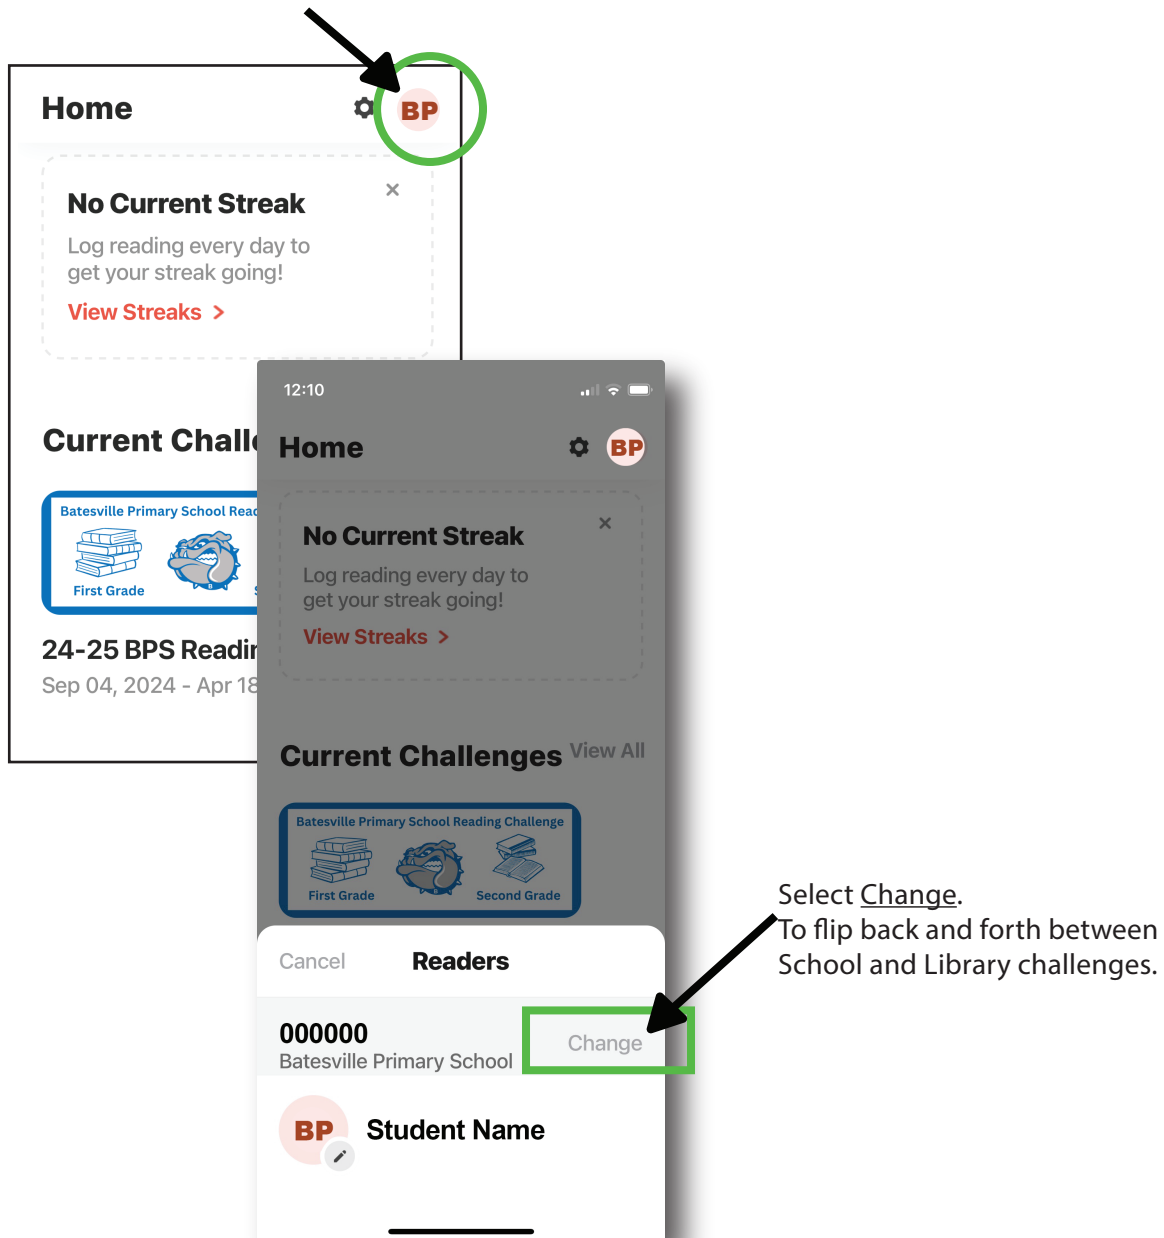 Home
BP
No Current Streak
Log reading every day to
get your streak going!
View Streaks >
Current Challe
Batesville Primary School Read
First Grade
24-25 BPS Readin
Sep 04, 2024 - Apr 18
12:10
Home
BP
No Current Streak
Log reading every day to
get your streak going!
View Streaks >
Current Challenges View All
Batesville Primary School Reading Challenge
First Grade Second Grade
Select Change.
To flip back and forth between
School and Library challenges.
Cancel Readers
000000
Batesville Primary School
Change
BP
Student Name